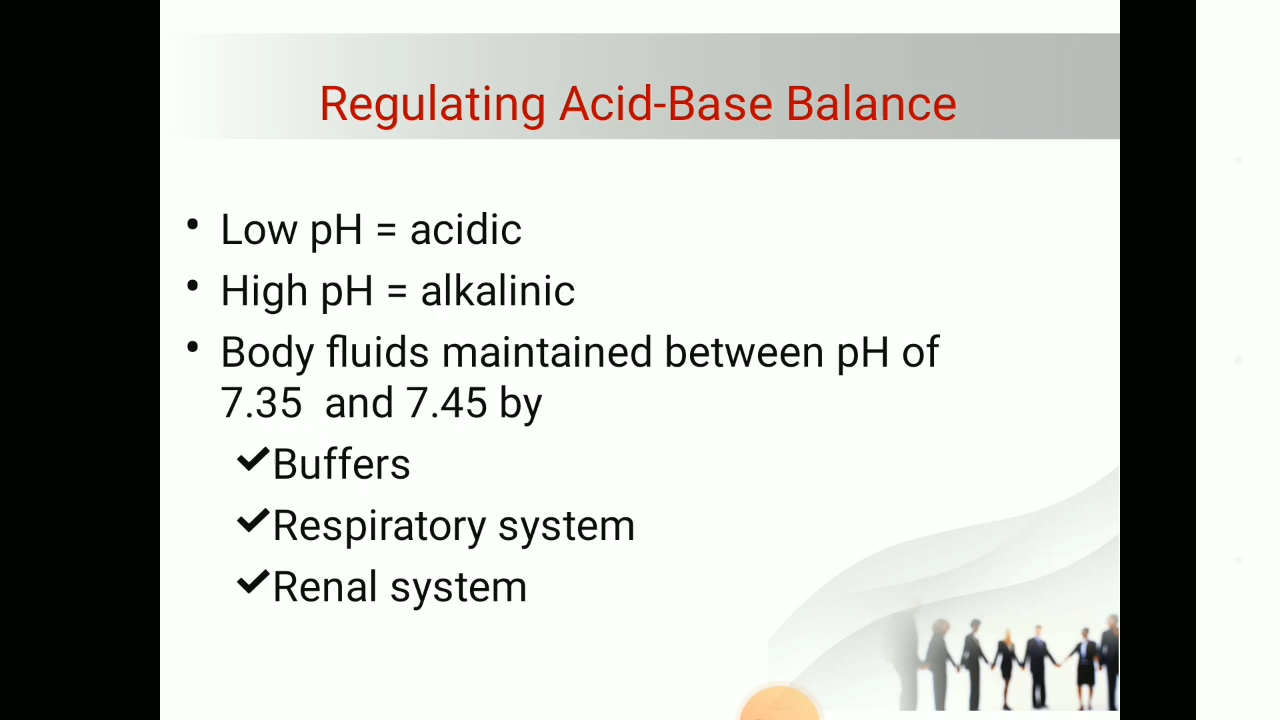 Regulating Acid-Base Balance
• Low pH = acidic
• High pH = alkalinic
• Body fluids maintained between pH of
7.35  and 7.45 by
✔Buffers
✔Respiratory system
✔Renal system